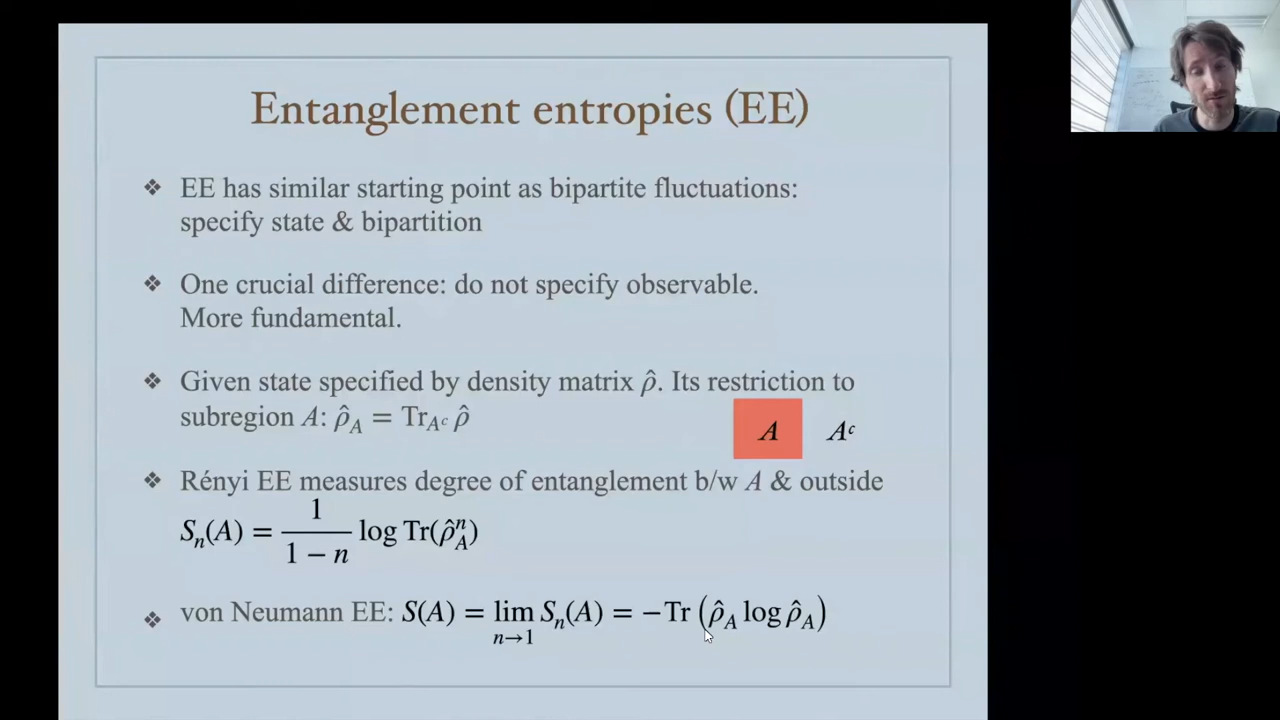 Entanglement entropies (EE)
❖ EE has similar starting point as bipartite fluctuations:
specify state & bipartition
❖ One crucial difference: do not specify observable.
More fundamental.
❖ Given state specified by density matrix ρ̂. Its restriction to
subregion A: ρ̂_A = Tr_{A^c} ρ̂
A A^c
❖ Rényi EE measures degree of entanglement b/w A & outside
S_n(A) = \frac{1}{1 − n} log Tr(ρ̂_A^n)
❖ von Neumann EE: S(A) = lim_{n→1} S_n(A) = −Tr (ρ̂_A log ρ̂_A)